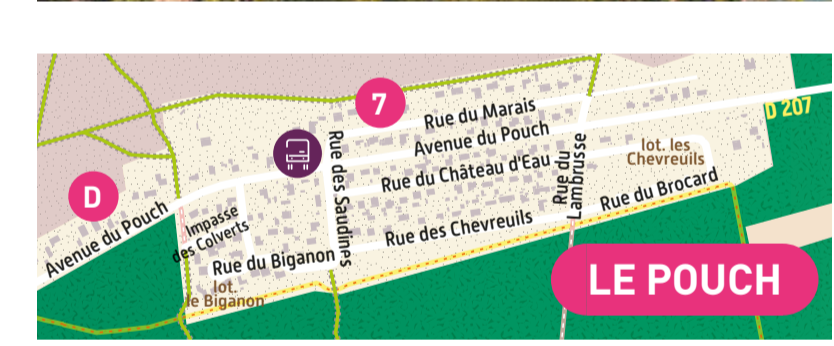 7
Rue du Marais
D 207
Avenue du Pouch
Rue du Château d'Eau
lot. les
Chevreuils
Rue des Saudines
Rue du
Lambrusse
D
Avenue du Pouch
Impasse
des Colverts
Rue du Brocard
Rue des Chevreuils
Rue du Biganon
lot.
le Biganon
LE POUCH